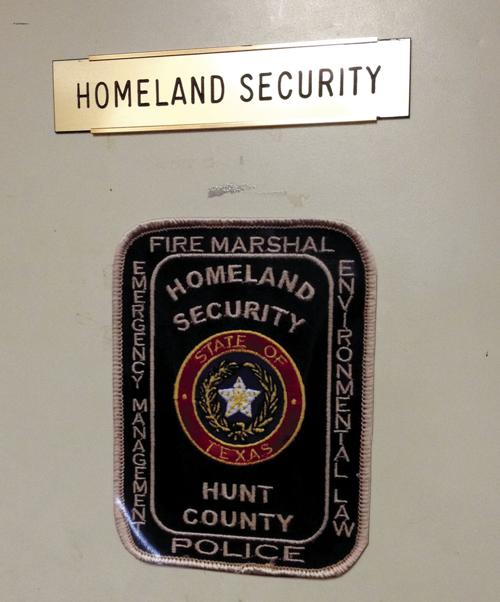 HOMELAND SECURITY
FIRE MARSHAL
EMERGENCY MANAGEMENT
ENVIRONMENTAL LAW
HOMELAND
SECURITY
STATE OF
TEXAS
HUNT
COUNTY
POLICE